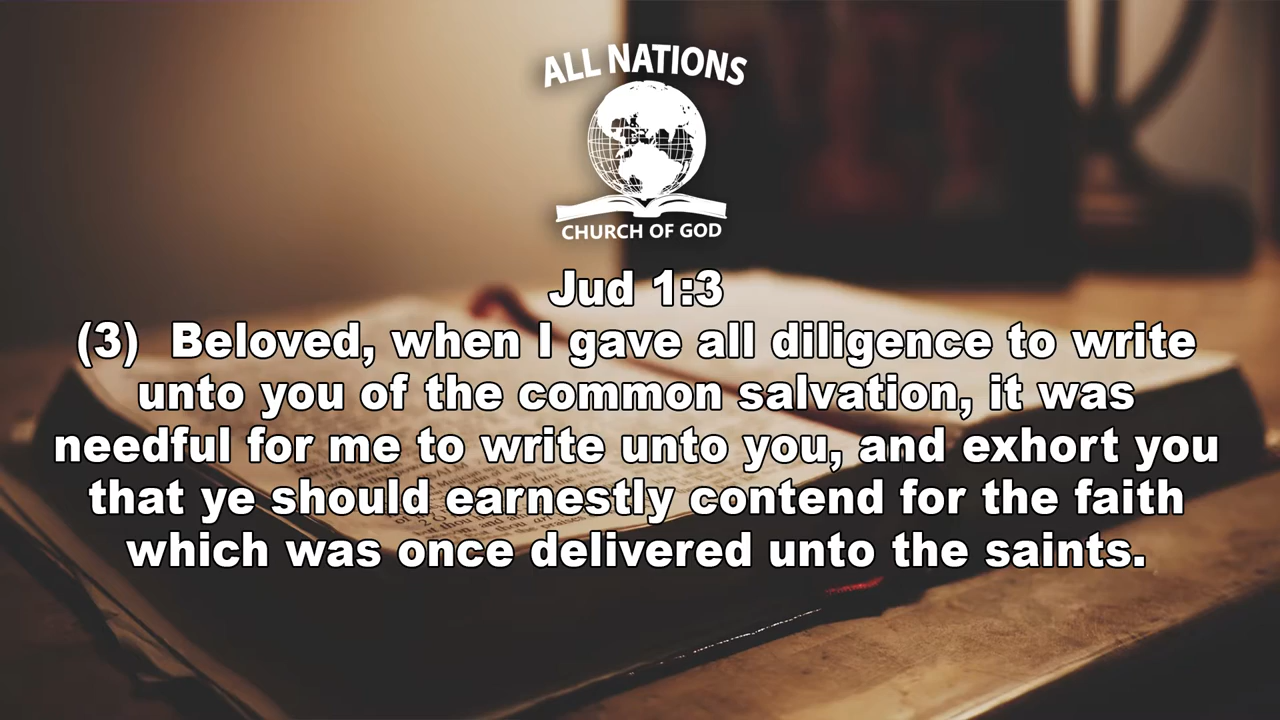 ALL NATIONS
CHURCH OF GOD
Jud 1:3
(3)  Beloved, when I gave all diligence to write
unto you of the common salvation, it was
needful for me to write unto you, and exhort you
that ye should earnestly contend for the faith
which was once delivered unto the saints.